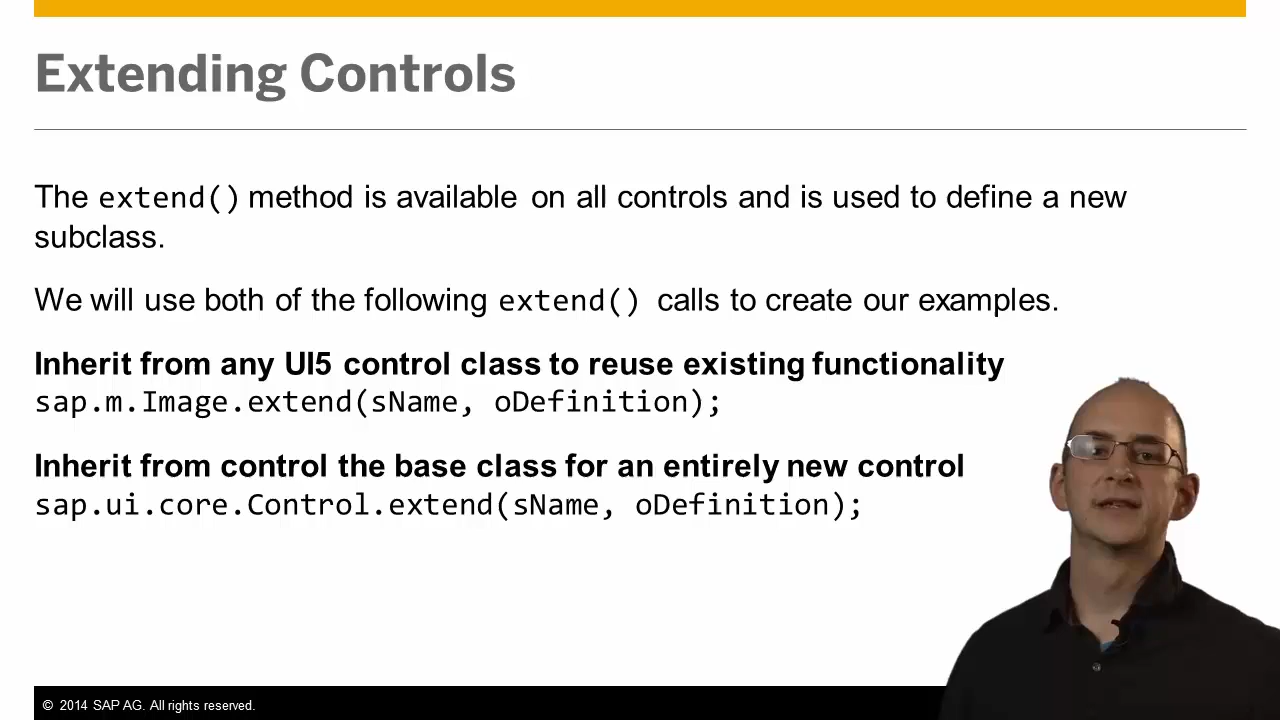 Extending Controls
The extend() method is available on all controls and is used to define a new
subclass.
We will use both of the following extend() calls to create our examples.
Inherit from any UI5 control class to reuse existing functionality
sap.m.Image.extend(sName, oDefinition);
Inherit from control the base class for an entirely new control
sap.ui.core.Control.extend(sName, oDefinition);
© 2014 SAP AG. All rights reserved.